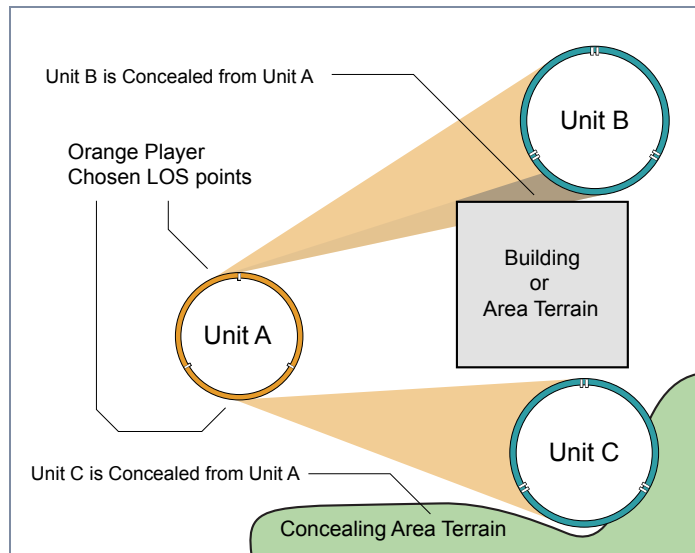 Unit B is Concealed from Unit A
Unit B
Orange Player
Chosen LOS points
Building
or
Area Terrain
Unit A
Unit C
Unit C is Concealed from Unit A
Concealing Area Terrain